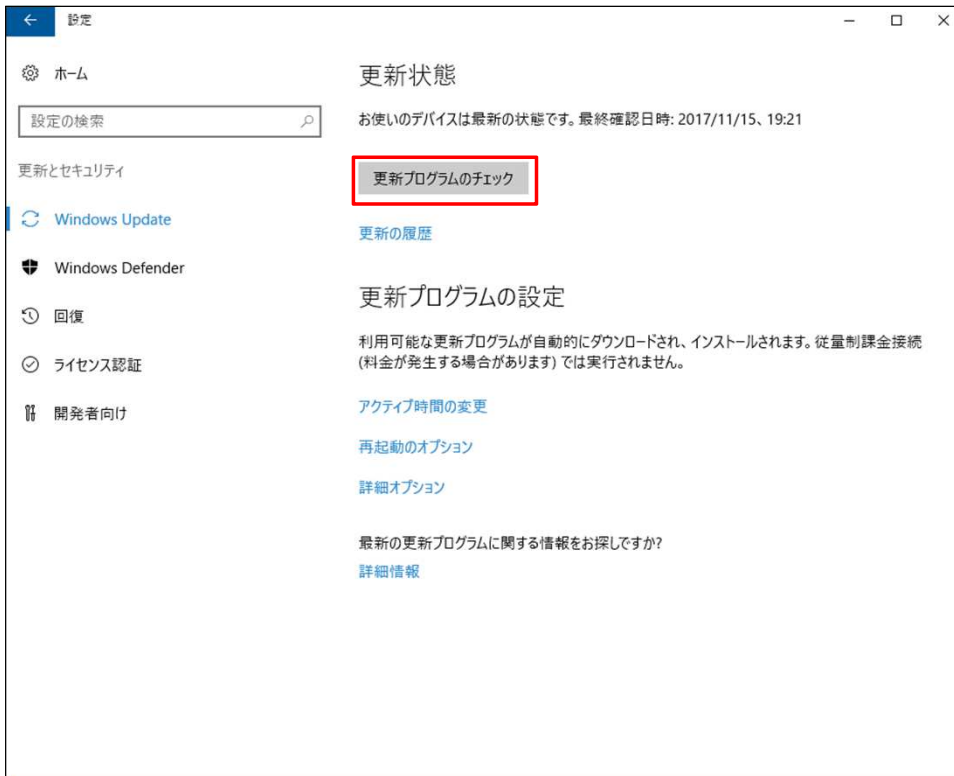 設定
ホーム
設定の検索
更新とセキュリティ
Windows Update
Windows Defender
回復
ライセンス認証
開発者向け
更新状態
お使いのデバイスは最新の状態です。最終確認日時: 2017/11/15、19:21
更新プログラムのチェック
更新の履歴
更新プログラムの設定
利用可能な更新プログラムが自動的にダウンロードされ、インストールされます。従量制課金接続
(料金が発生する場合があります) では実行されません。
アクティブ時間の変更
再起動のオプション
詳細オプション
最新の更新プログラムに関する情報をお探しですか?
詳細情報